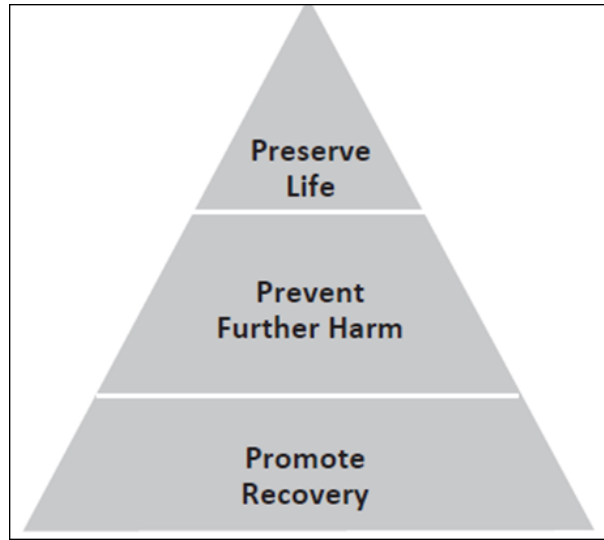 Preserve
Life
Prevent
Further Harm
Promote
Recovery